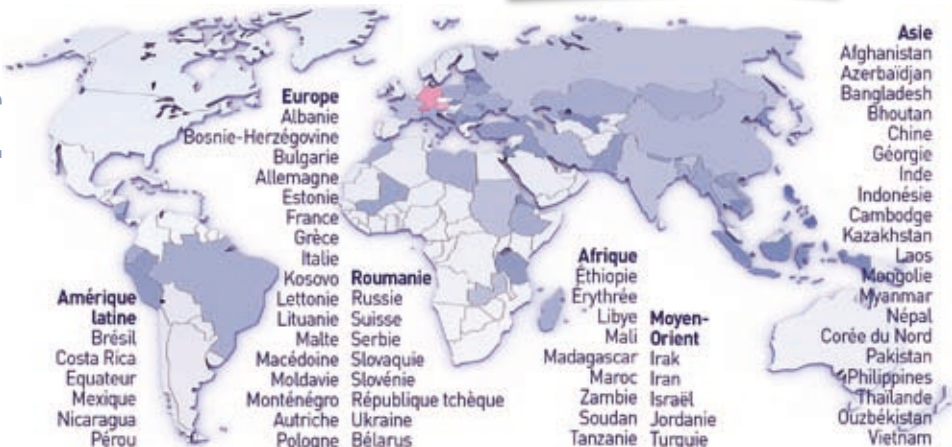 Europe
Albanie
Bosnie-Herzégovine
Bulgarie
Allemagne
Estonie
France
Grèce
Italie
Kosovo
Lettonie
Lituanie
Malte
Macédoine
Moldavie
Monténégro
Autriche
Pologne
Roumanie
Russie
Suisse
Serbie
Slovaquie
Slovénie
République tchèque
Ukraine
Bélarus
Amérique
latine
Brésil
Costa Rica
Equateur
Mexique
Nicaragua
Pérou
Afrique
Éthiopie
Érythrée
Libye
Mali
Madagascar
Maroc
Zambie
Soudan
Tanzanie
Moyen-
Orient
Irak
Iran
Israël
Jordanie
Turquie
Asie
Afghanistan
Azerbaïdjan
Bangladesh
Bhoutan
Chine
Géorgie
Inde
Indonésie
Cambodge
Kazakhstan
Laos
Mongolie
Myanmar
Népal
Corée du Nord
Pakistan
Philippines
Thaïlande
Ouzbékistan
Vietnam